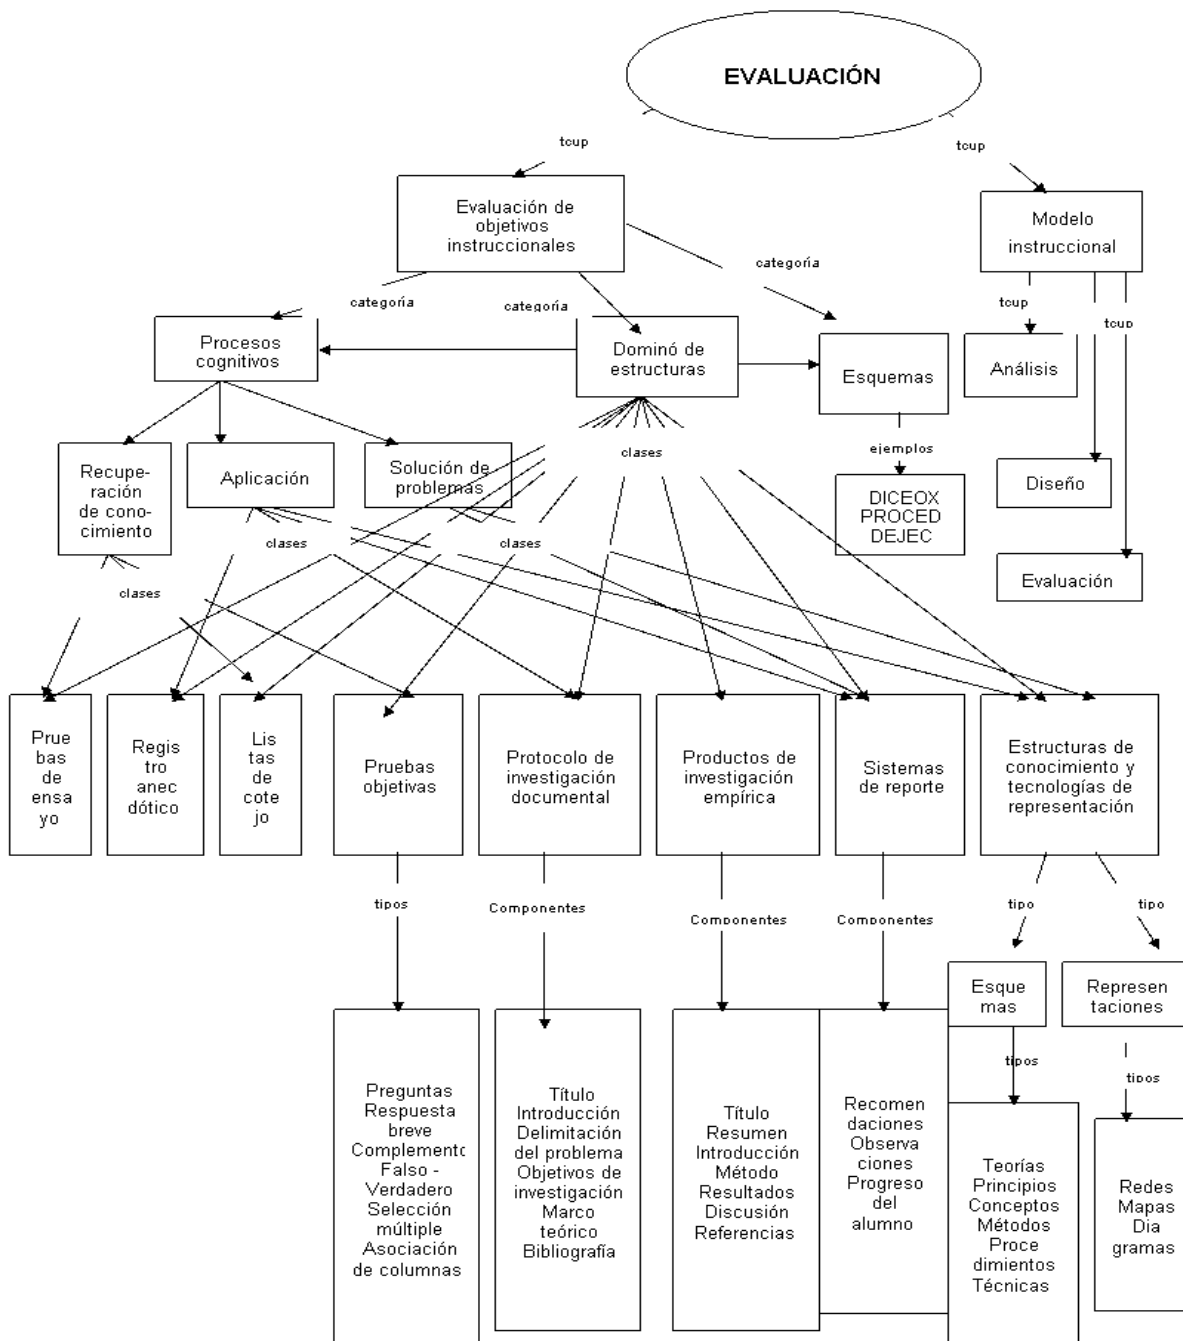 EVALUACIÓN
tcup
tcup
Evaluación de
objetivos
instruccionales
Modelo
instruccional
categoría
categoría
categoría
tcup
tcup
Procesos
cognitivos
Dominó de
estructuras
Esquemas
Análisis
Recupe-
ración
de cono-
cimiento
Aplicación
Solución de
problemas
clases
ejemplos
DICEOX
PROCED
DEJEC
Diseño
Evaluación
clases
clases
clases
Prue
bas
de
ensa
yo
Regis
tro
anec
dótico
Lis
tas
de
cote
jo
Pruebas
objetivas
Protocolo de
investigación
documental
Productos de
investigación
empírica
Sistemas
de reporte
Estructuras de
conocimiento y
tecnologías de
representación
tipos
Componentes
Componentes
Componentes
tipo
tipo
Esque
mas
Represen
taciones
tipos
tipos
Preguntas
Respuesta
breve
Complemento
Falso -
Verdadero
Selección
múltiple
Asociación
de columnas
Título
Introducción
Delimitación
del problema
Objetivos de
investigación
Marco
teórico
Bibliografía
Título
Resumen
Introducción
Método
Resultados
Discusión
Referencias
Recomen
daciones
Observa
ciones
Progreso
del
alumno
Teorías
Principios
Conceptos
Métodos
Proce
dimientos
Técnicas
Redes
Mapas
Dia
gramas